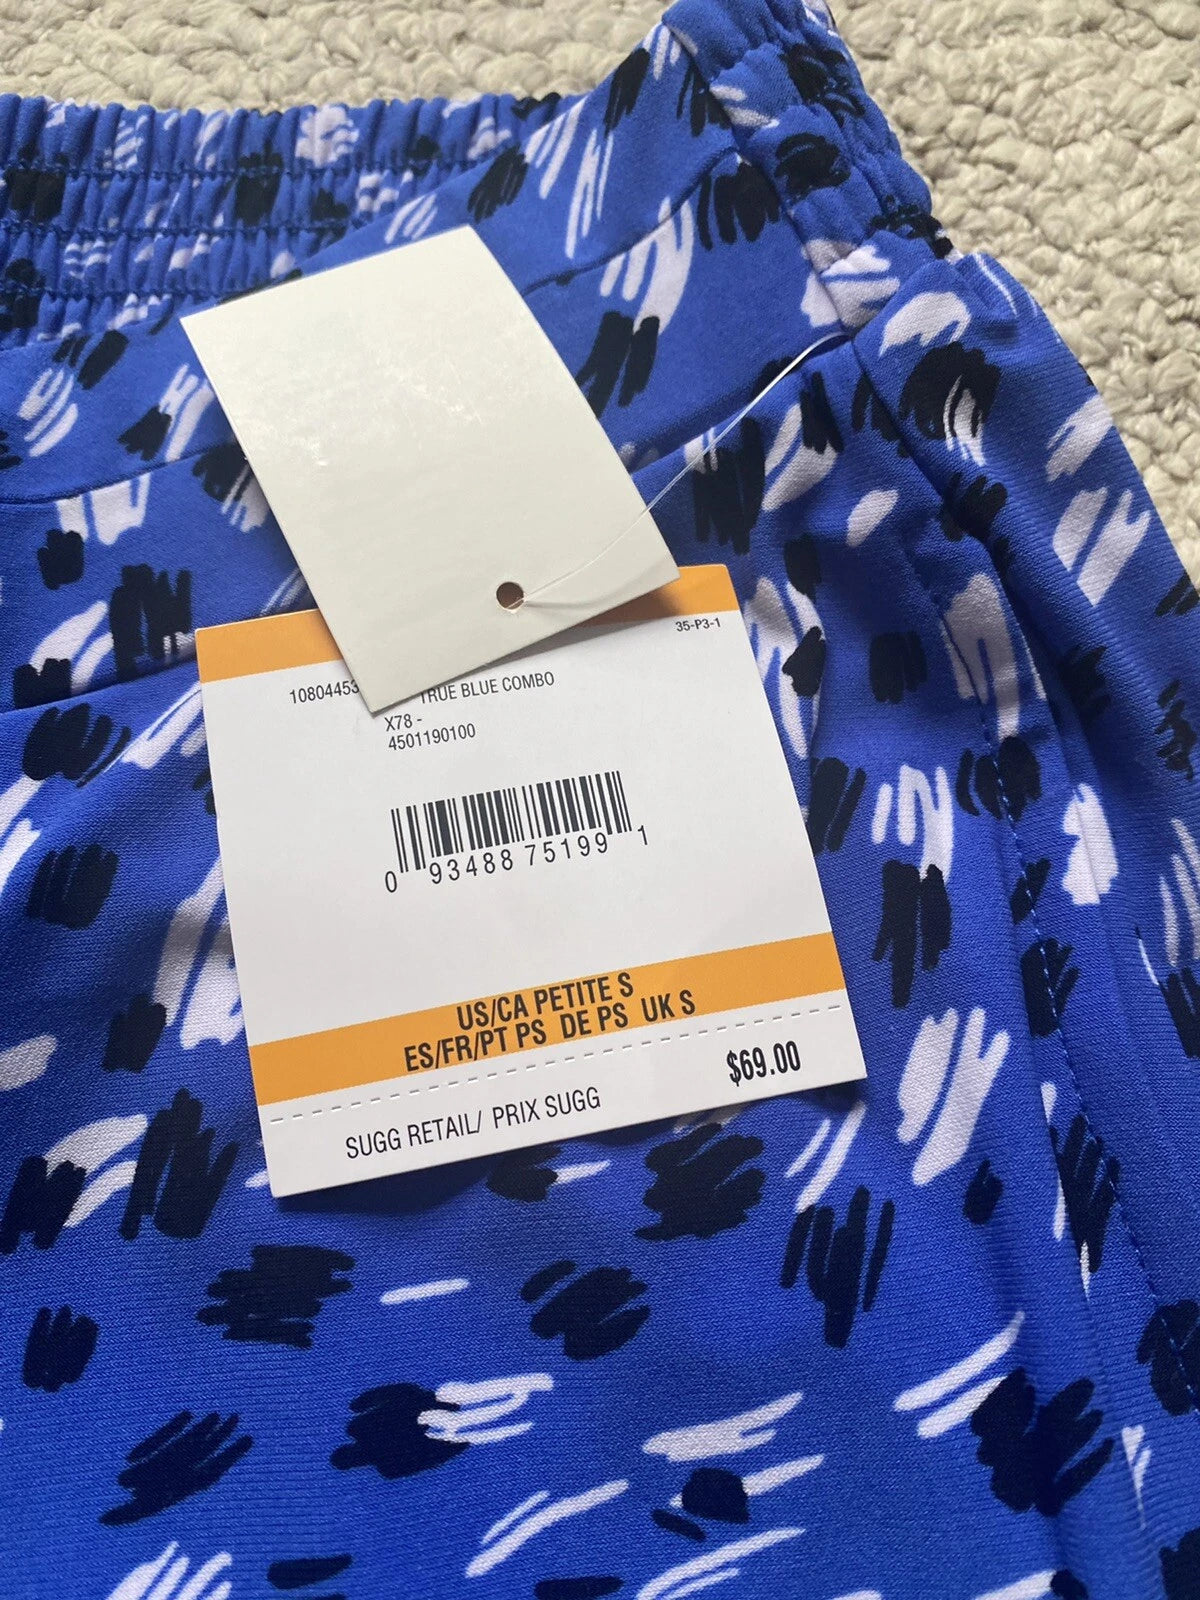 35-P3-1
10804453 TRUE BLUE COMBO
X78 -
4501190100
0 93488 75199 1
US/CA PETITE S
ES/FR/PT PS DE PS UK S
$69.00
SUGG RETAIL/ PRIX SUGG